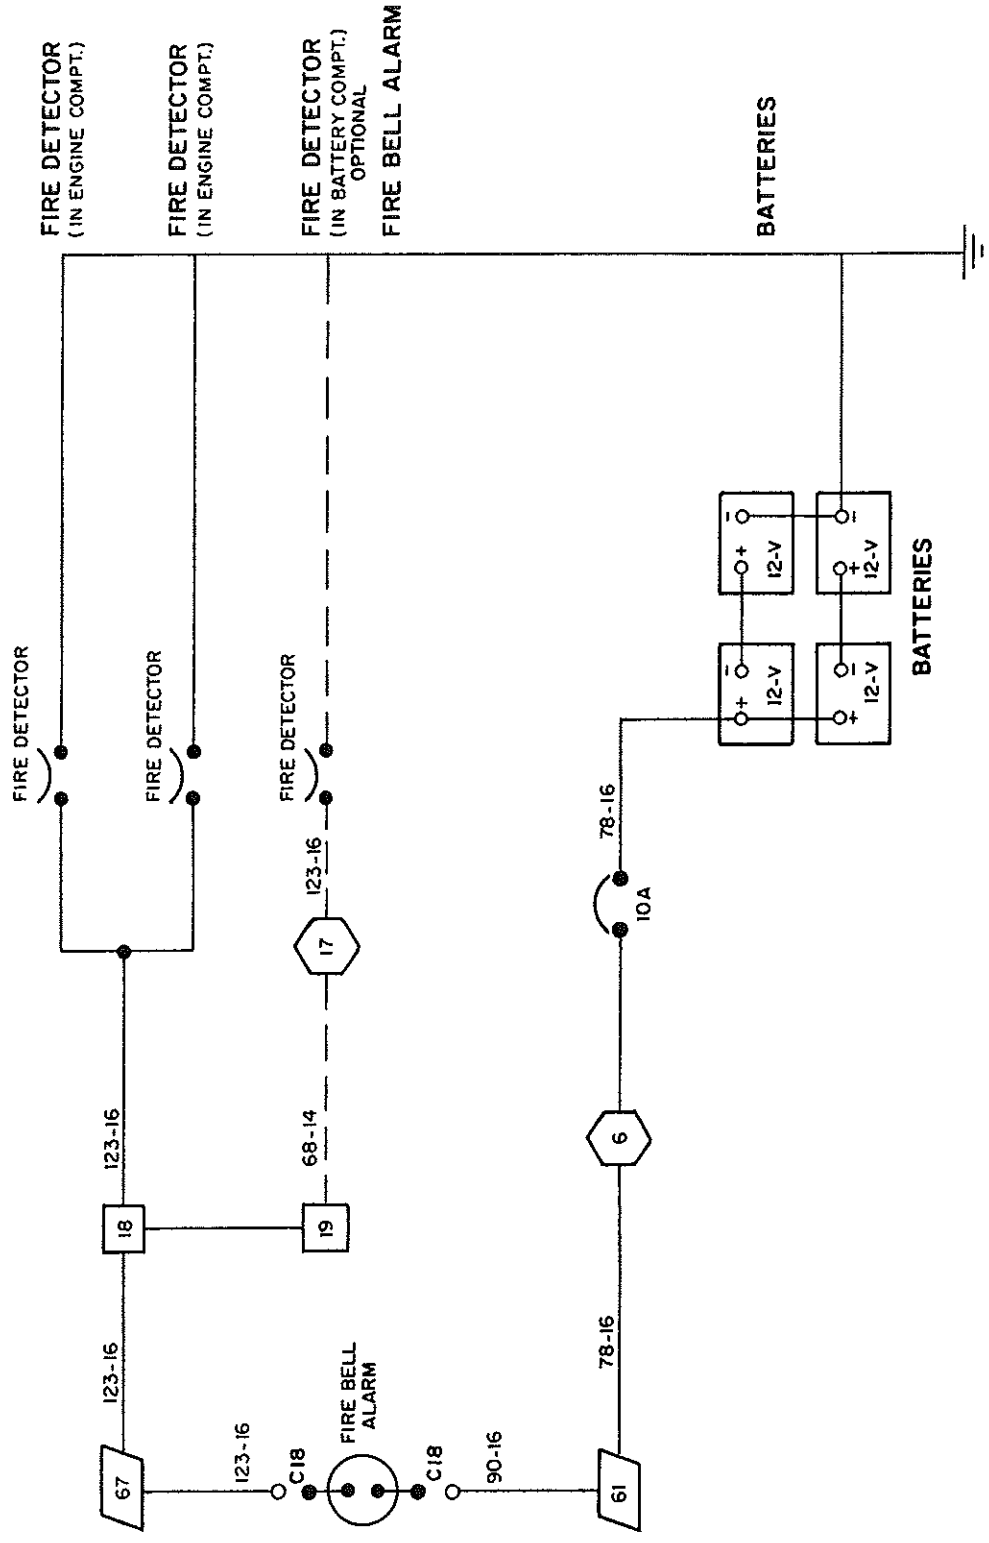 FIRE DETECTOR
(IN ENGINE COMPT.)
FIRE DETECTOR
(IN ENGINE COMPT.)
FIRE DETECTOR
(IN BATTERY COMPT.)
OPTIONAL
FIRE BELL ALARM
BATTERIES
FIRE DETECTOR
FIRE DETECTOR
FIRE DETECTOR
123-16
18
123-16
67
123-16
17
68-14
19
123-16
C18
FIRE BELL
ALARM
C18
90-16
61
78-16
6
10A
78-16
+
-
12-V
+
-
12-V
+
-
12-V
+
-
12-V
BATTERIES